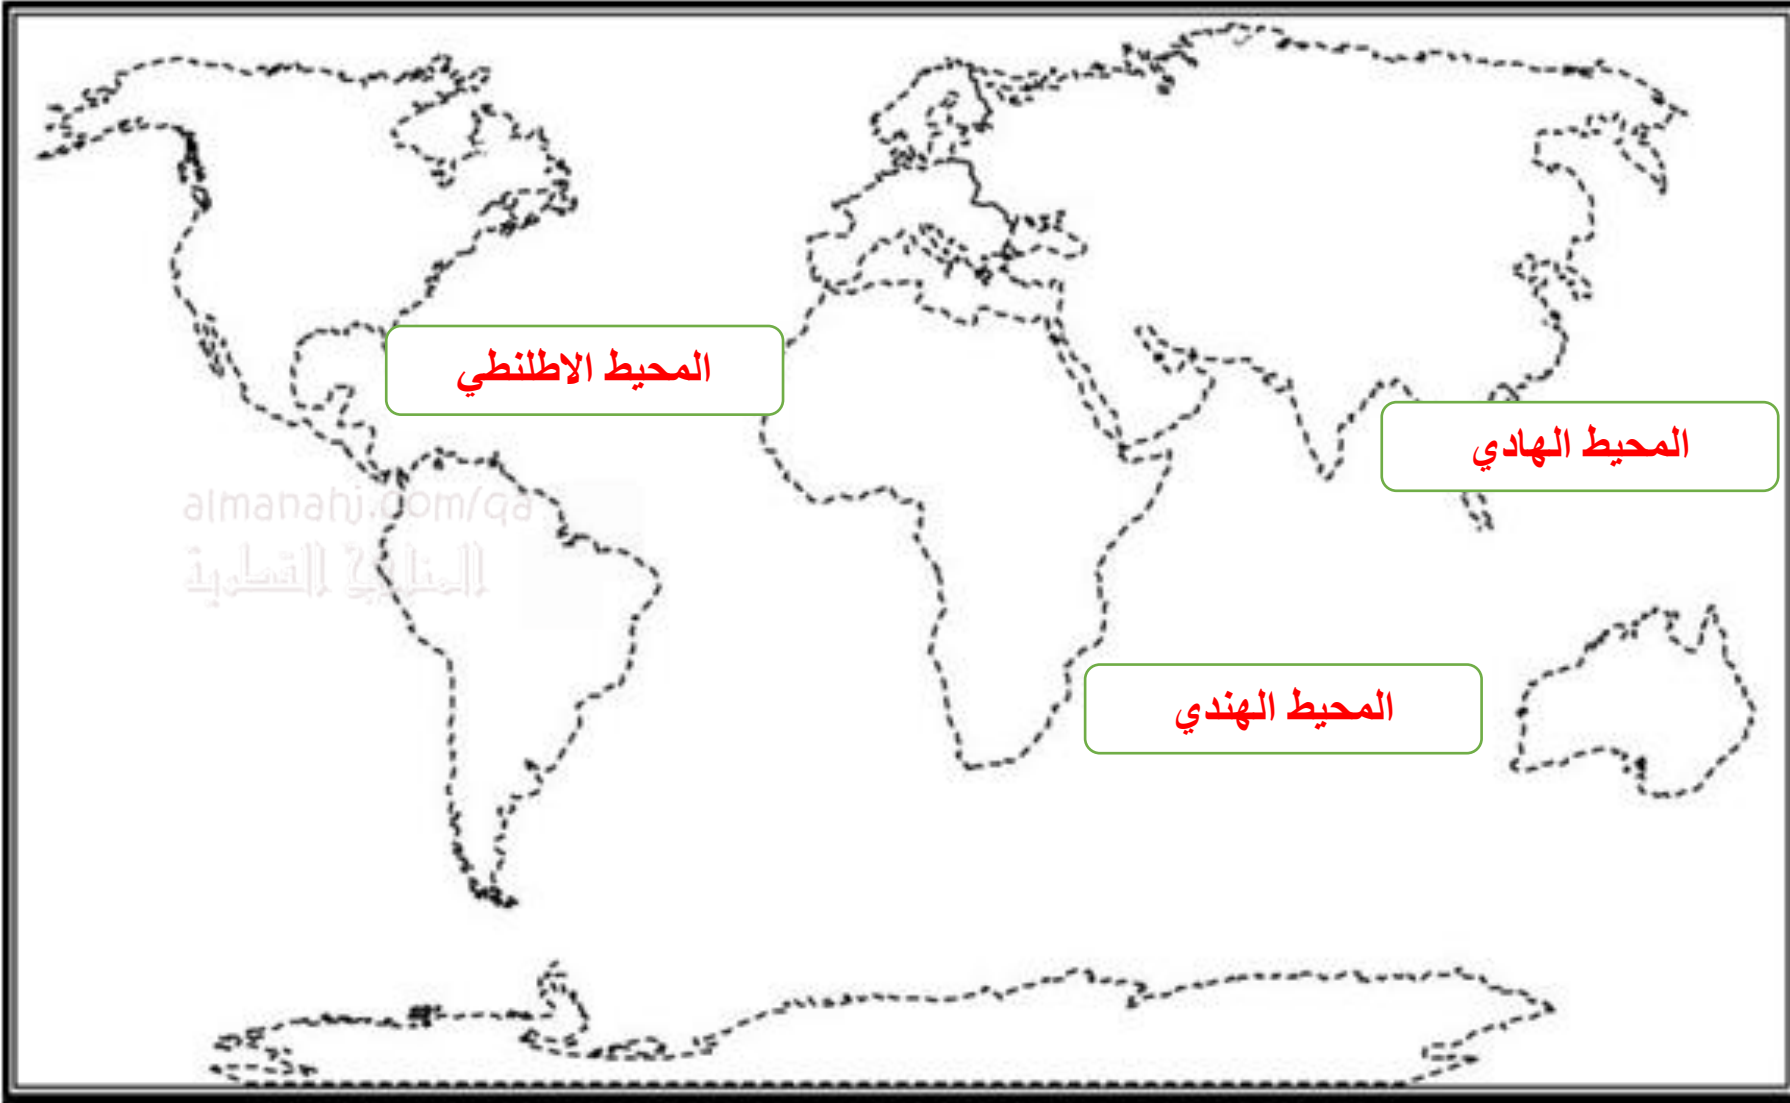 المحيط الاطلنطي
المحيط الهادي
almanahj.com/qa
المناهج القطرية
المحيط الهندي